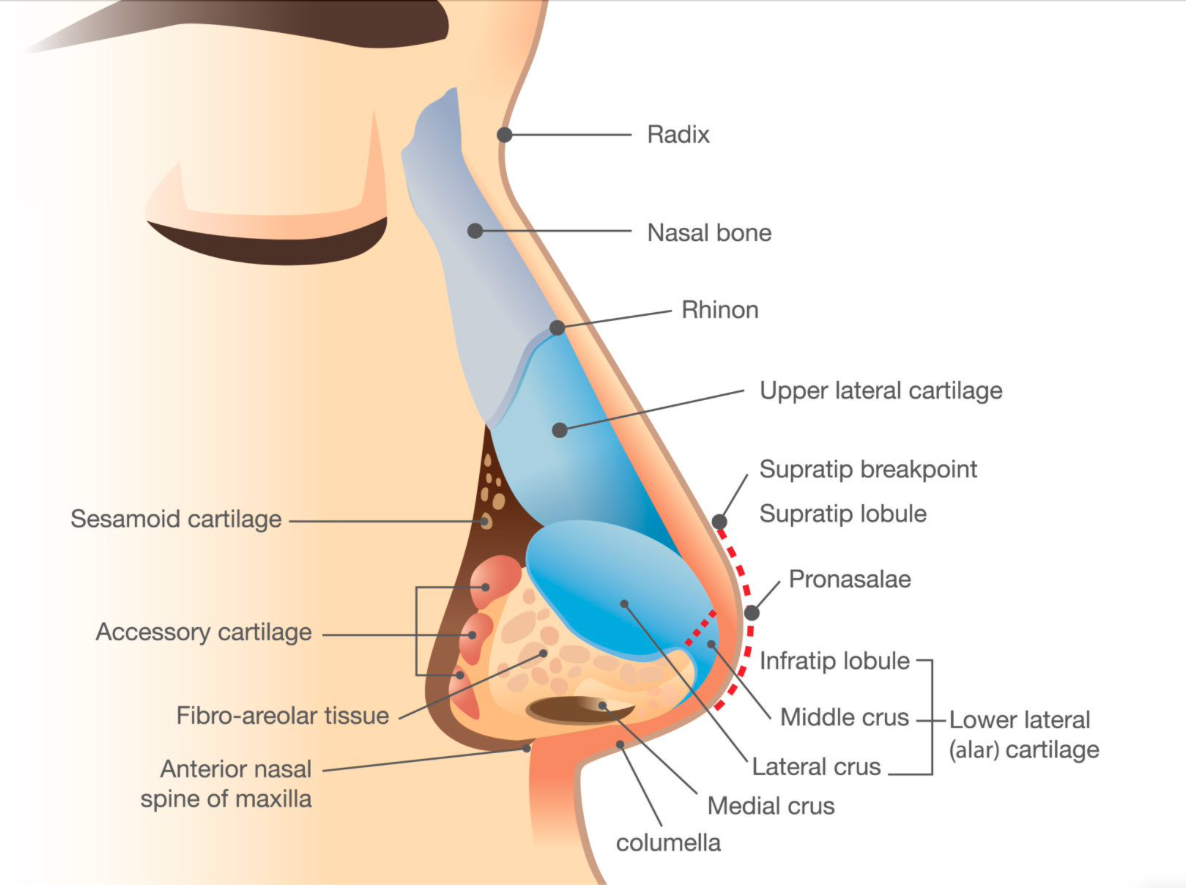 Radix
Nasal bone
Rhinon
Upper lateral cartilage
Supratip breakpoint
Supratip lobule
Sesamoid cartilage
Pronasalae
Accessory cartilage
Infratip lobule
Fibro-areolar tissue
Middle crus
Lower lateral
(alar) cartilage
Lateral crus
Anterior nasal
spine of maxilla
Medial crus
columella